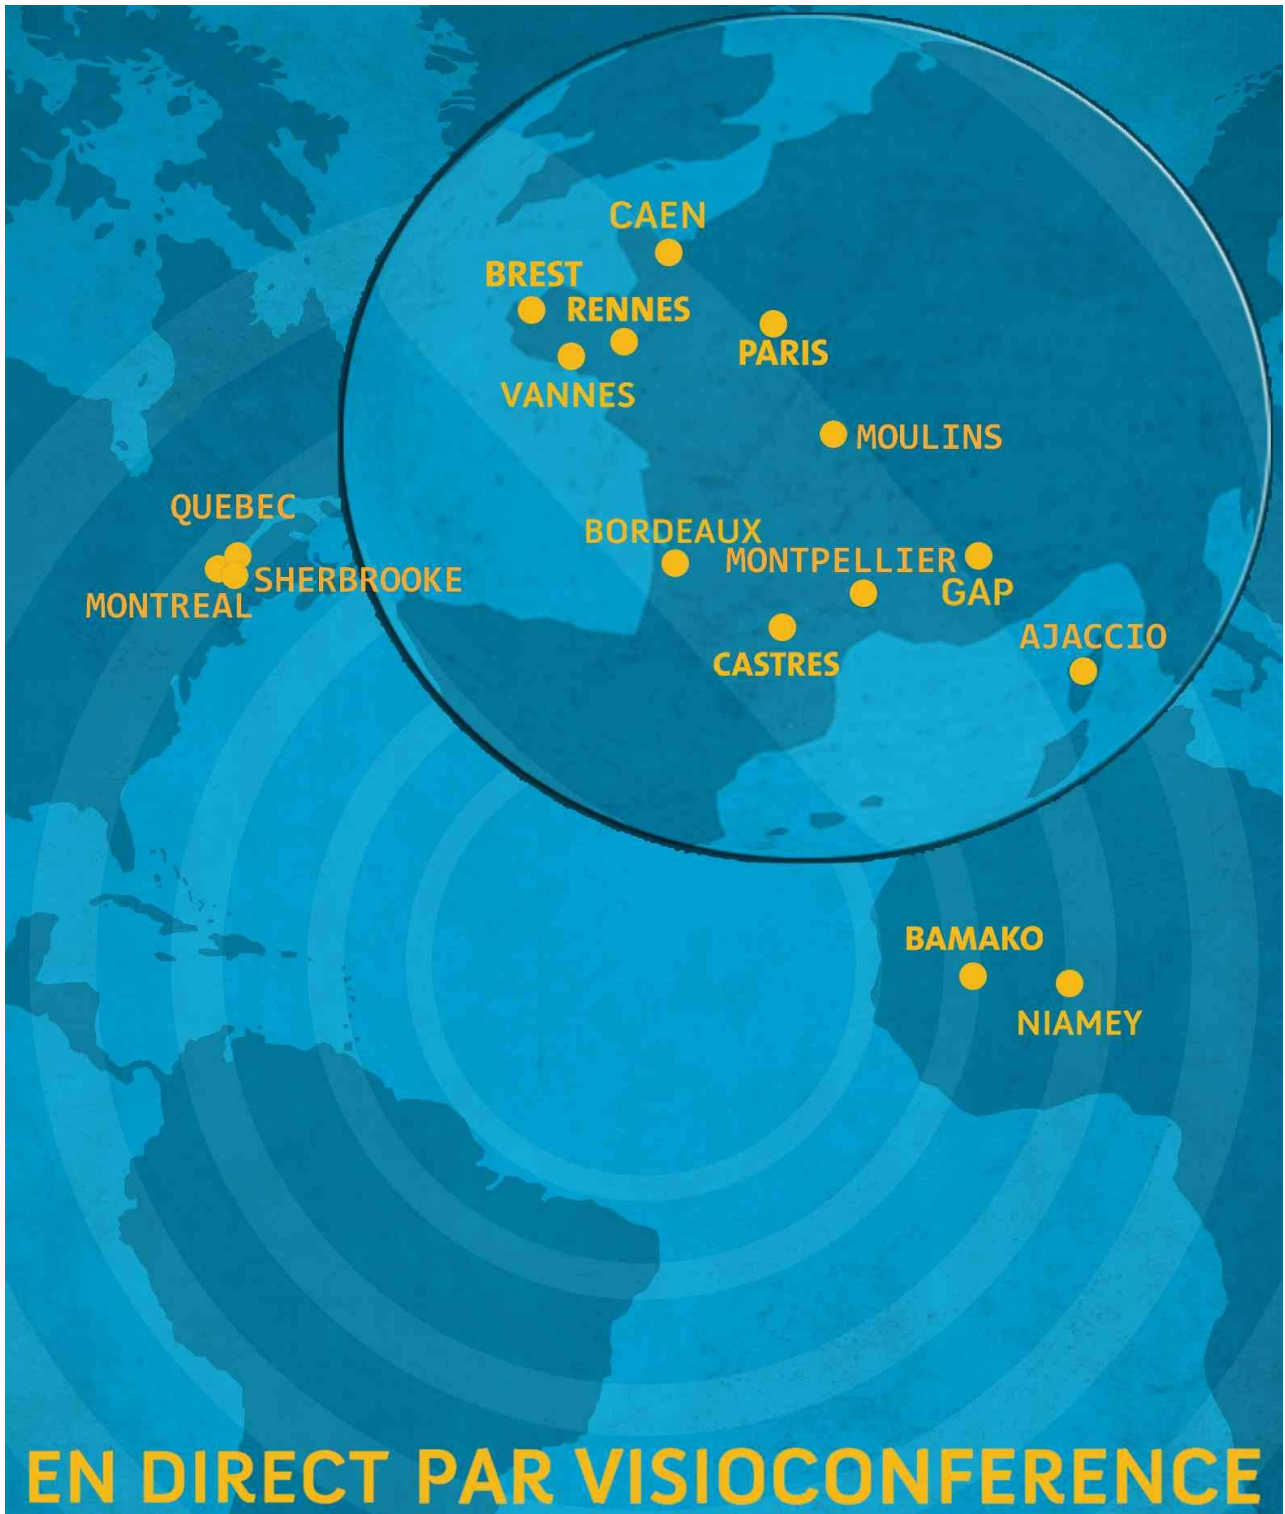 CAEN
BREST
RENNES
PARIS
VANNES
MOULINS
QUEBEC
BORDEAUX
MONTPELLIER
SHERBROOKE
GAP
MONTREAL
AJACCIO
CASTRES
BAMAKO
NIAMEY
EN DIRECT PAR VISIOCONFERENCE